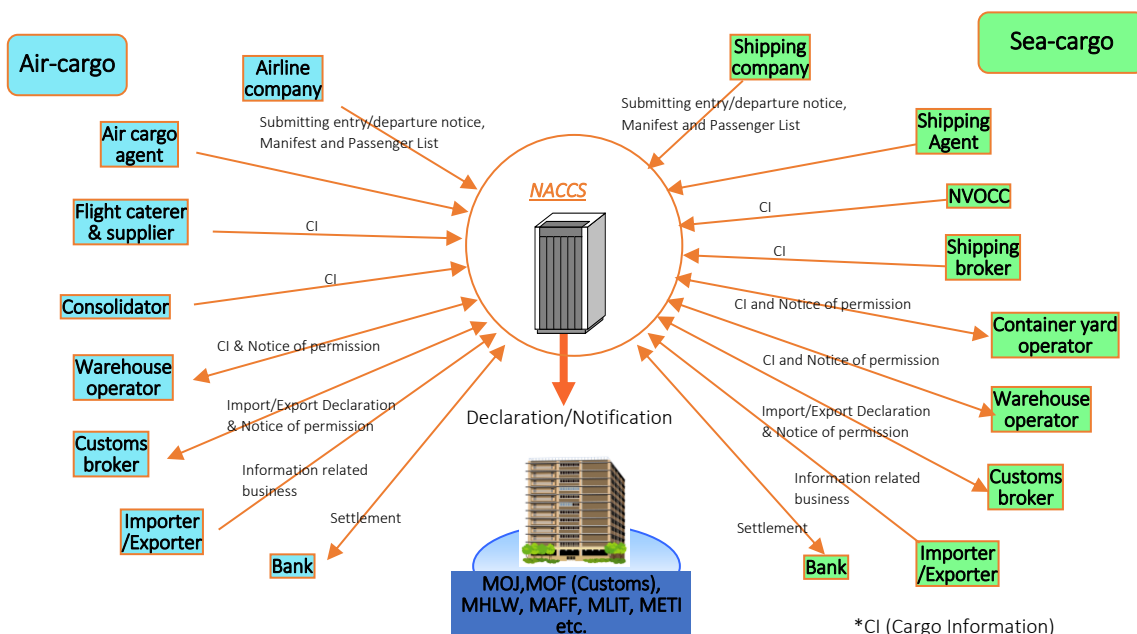 Air-cargo
Sea-cargo
Airline
company
Shipping
company
Submitting entry/departure notice,
Manifest and Passenger List
Submitting entry/departure notice,
Manifest and Passenger List
Air cargo
agent
Shipping
Agent
NACCS
Flight caterer
& supplier
CI
CI
NVOCC
CI
CI
Shipping
broker
Consolidator
CI & Notice of permission
CI and Notice of permission
Container yard
operator
Warehouse
operator
CI and Notice of permission
Warehouse
operator
Import/Export Declaration
& Notice of permission
Declaration/Notification
Import/Export Declaration
& Notice of permission
Customs
broker
Customs
broker
Information related
business
Information related
business
Importer
/Exporter
Settlement
Settlement
Importer
/Exporter
Bank
Bank
MOJ,MOF (Customs),
MHLW, MAFF, MLIT, METI
etc.
*CI (Cargo Information)